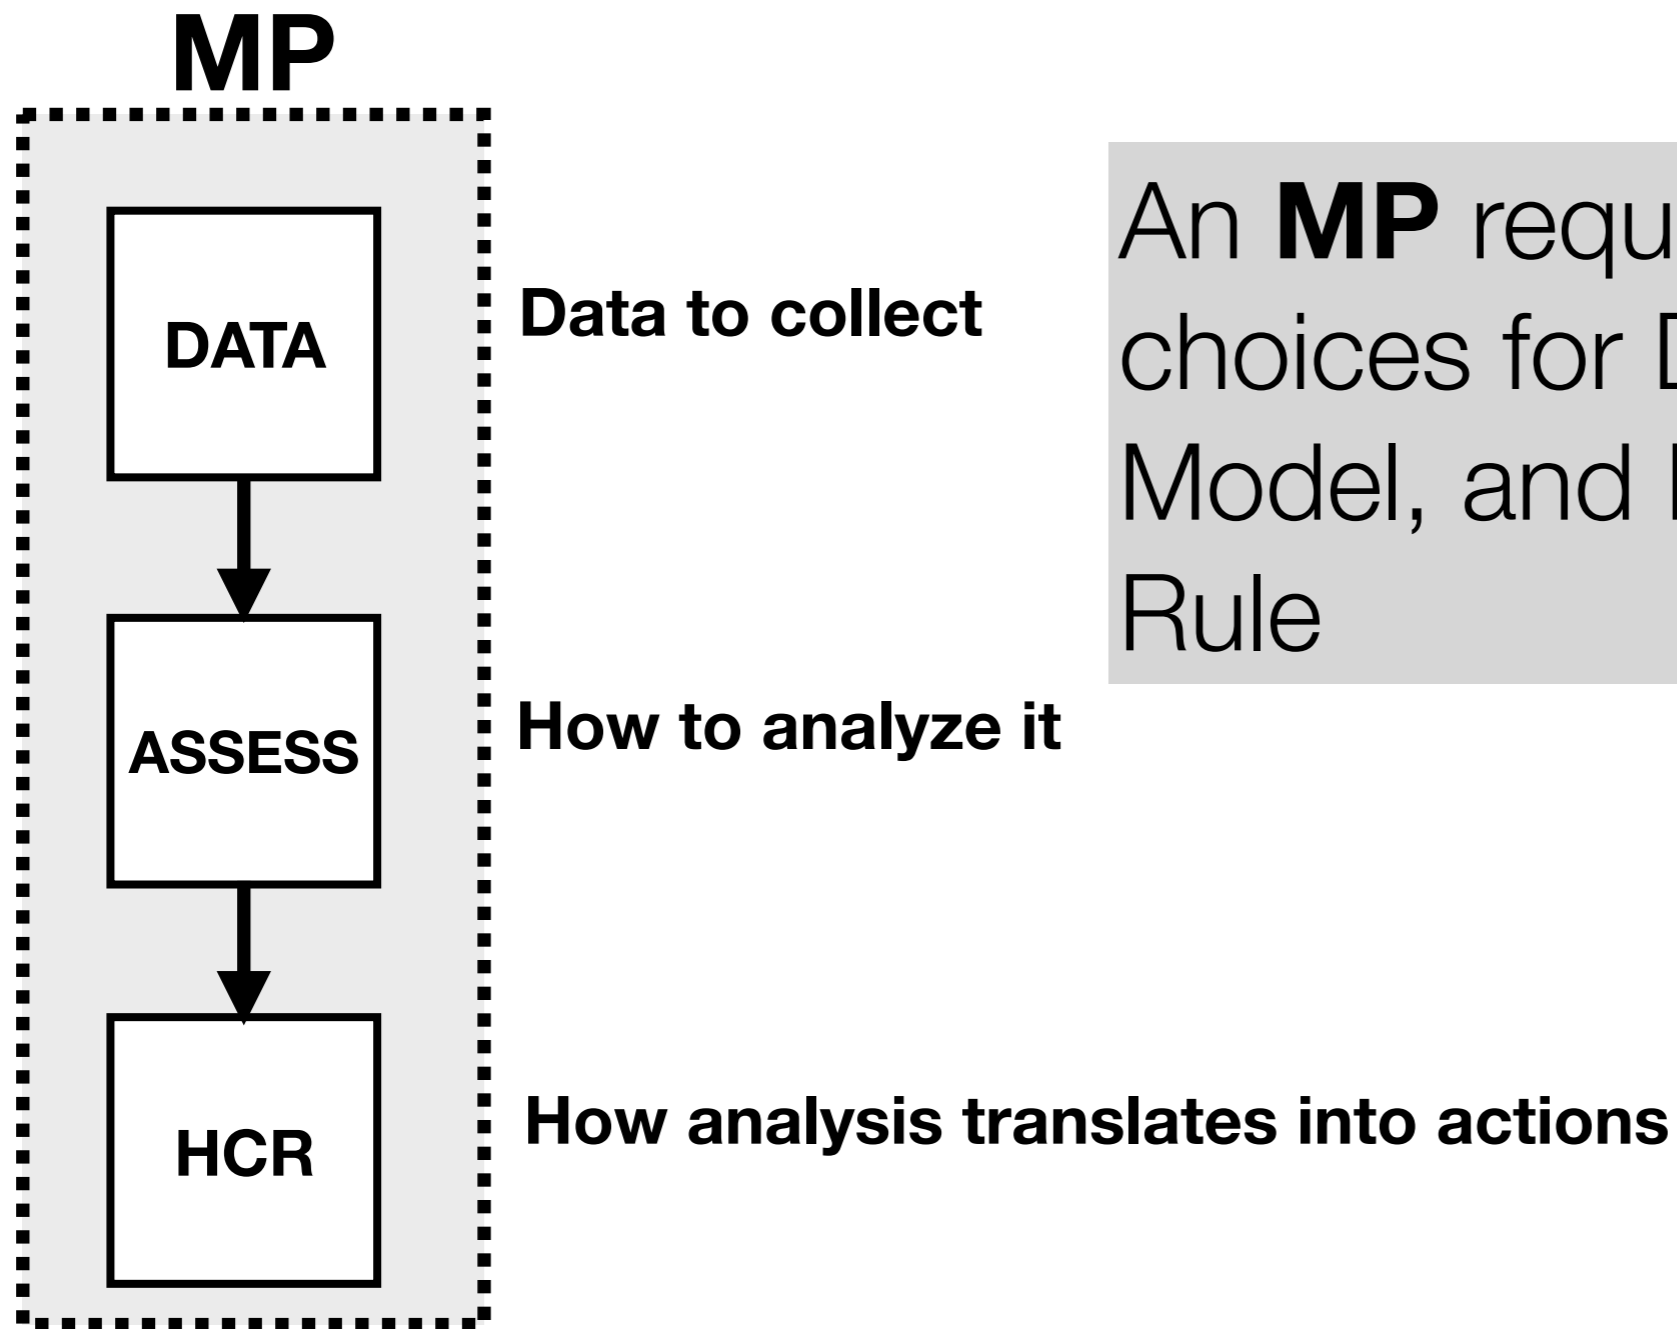 MP
DATA
Data to collect
ASSESS
How to analyze it
HCR
How analysis translates into actions
An MP requ
choices for
Model, and
Rule